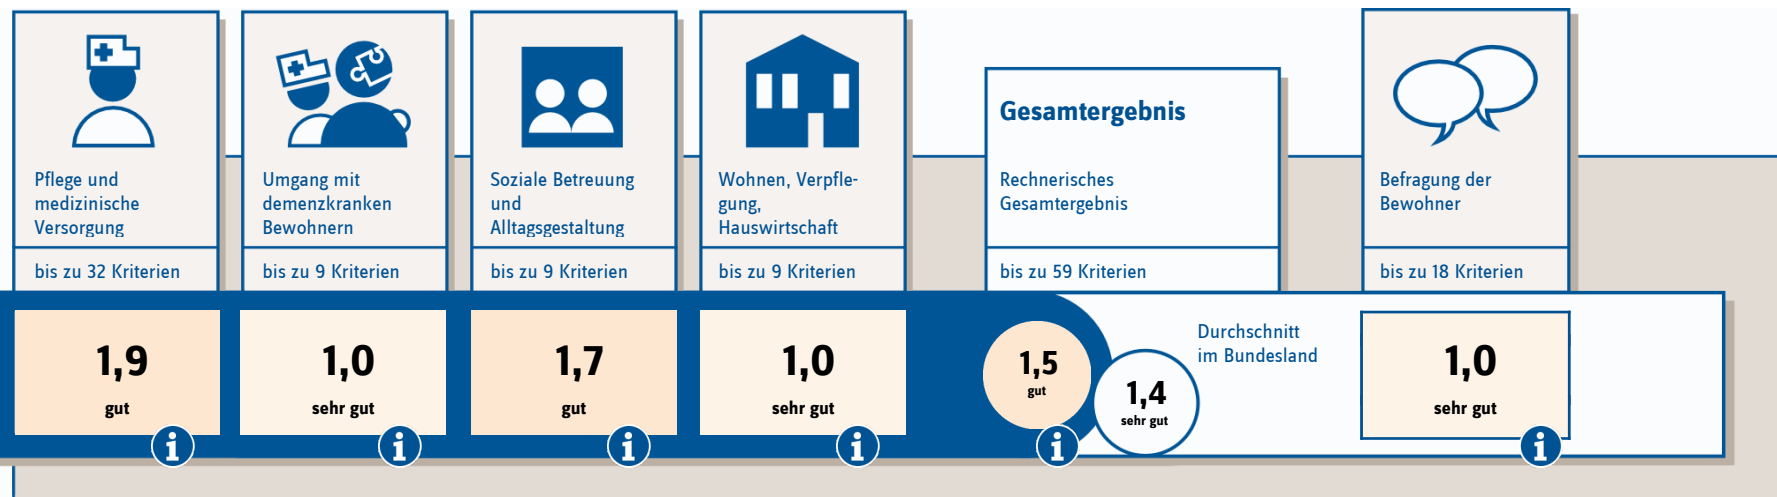 Pflege und
medizinische
Versorgung
bis zu 32 Kriterien
1,9
gut
Umgang mit
demenzkranken
Bewohnern
bis zu 9 Kriterien
1,0
sehr gut
Soziale Betreuung
und
Alltagsgestaltung
bis zu 9 Kriterien
1,7
gut
Wohnen, Verpfle-
gung,
Hauswirtschaft
bis zu 9 Kriterien
1,0
sehr gut
Gesamtergebnis
Rechnerisches
Gesamtergebnis
bis zu 59 Kriterien
1,5
gut
1,4
sehr gut
Durchschnitt
im Bundesland
Befragung der
Bewohner
bis zu 18 Kriterien
1,0
sehr gut
i
i
i
i
i
i